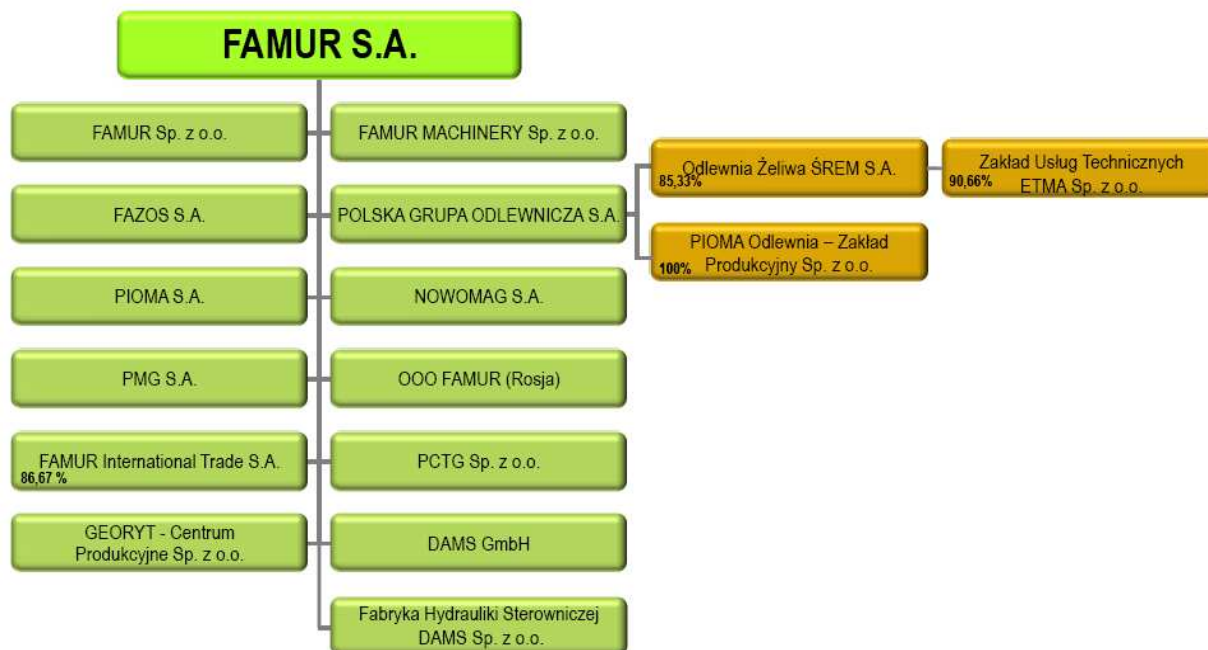 FAMUR S.A.
FAMUR Sp. z o.o.
FAMUR MACHINERY Sp. z o.o.
Odlewnia Żeliwa ŚREM S.A.
85,33%
Zakład Usług Technicznych
ETMA Sp. z o.o.
90,66%
FAZOS S.A.
POLSKA GRUPA ODLEWNICZA S.A.
PIOMA Odlewnia – Zakład
Produkcyjny Sp. z o.o.
100%
PIOMA S.A.
NOWOMAG S.A.
PMG S.A.
OOO FAMUR (Rosja)
FAMUR International Trade S.A.
86,67 %
PCTG Sp. z o.o.
GEORYT - Centrum
Produkcyjne Sp. z o.o.
DAMS GmbH
Fabryka Hydrauliki Sterowniczej
DAMS Sp. z o.o.